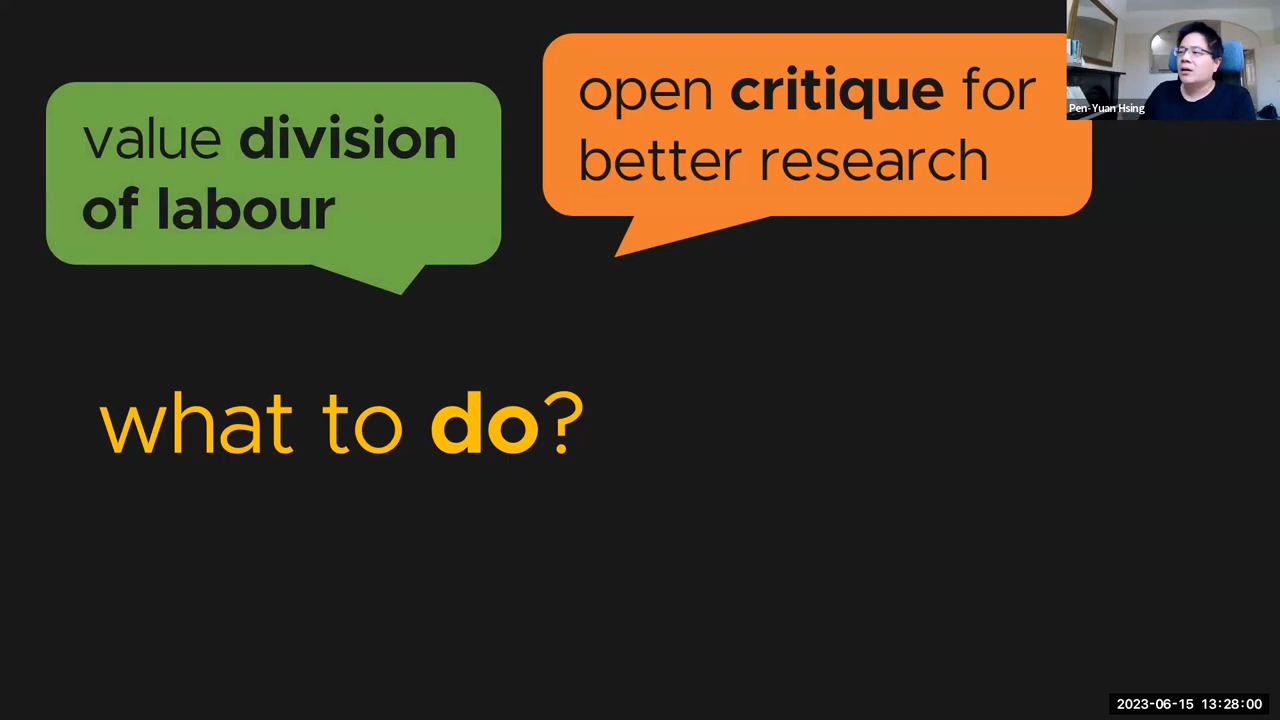 value division
of labour
open critique for
better research
Pen-Yuan Hsing
what to do?
2023-06-15 13:28:00